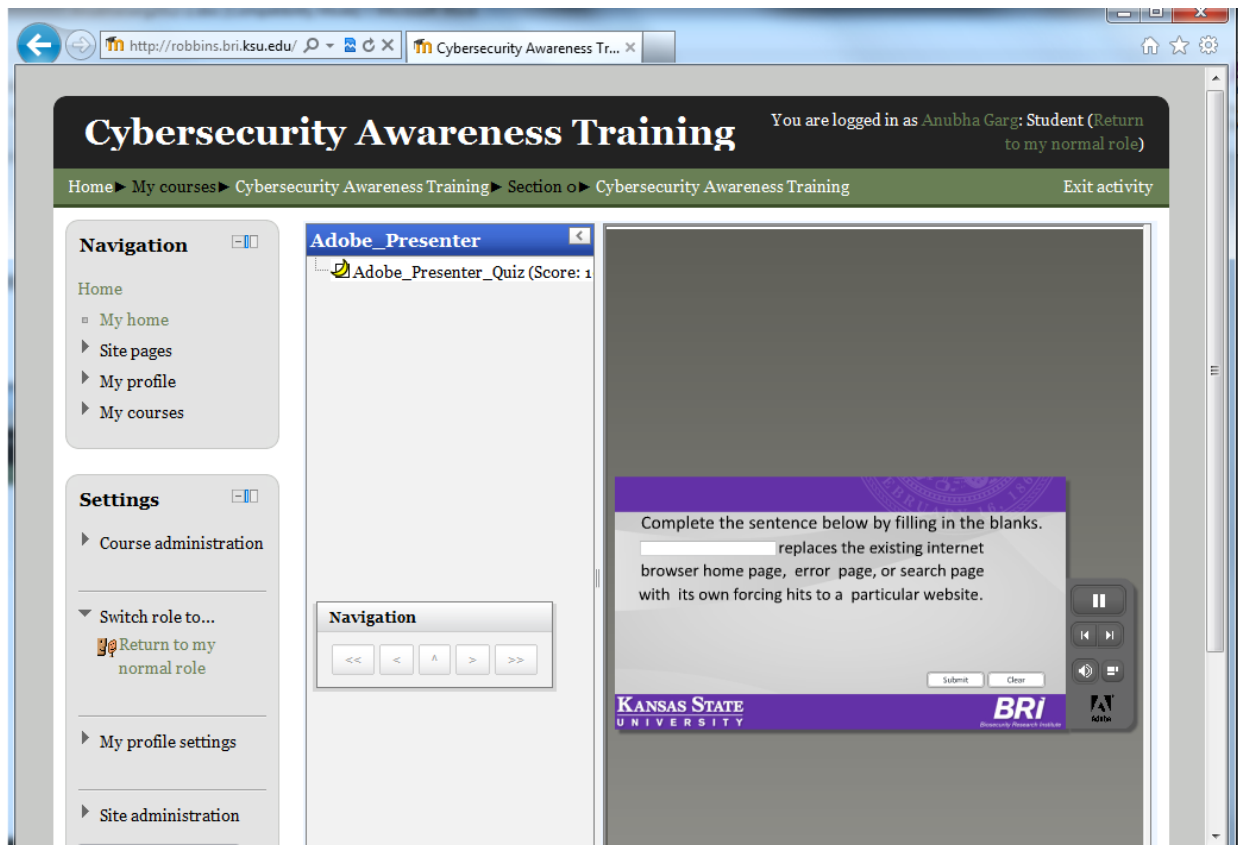 http://robbins.bri.ksu.edu/
Cybersecurity Awareness Tr...
Cybersecurity Awareness Training
You are logged in as Anubha Garg: Student (Return
to my normal role)
Home► My courses► Cybersecurity Awareness Training► Section 0► Cybersecurity Awareness Training
Exit activity
Navigation
Home
My home
Site pages
My profile
My courses
Settings
Course administration
Switch role to...
Return to my
normal role
My profile settings
Site administration
Adobe_Presenter
Adobe_Presenter_Quiz (Score: 1
Navigation
<< < ^ > >>
Complete the sentence below by filling in the blanks.
replaces the existing internet
browser home page, error page, or search page
with its own forcing hits to a particular website.
Submit Clear
KANSAS STATE
UNIVERSITY
BRi
Biosecurity Research Institute
Adobe